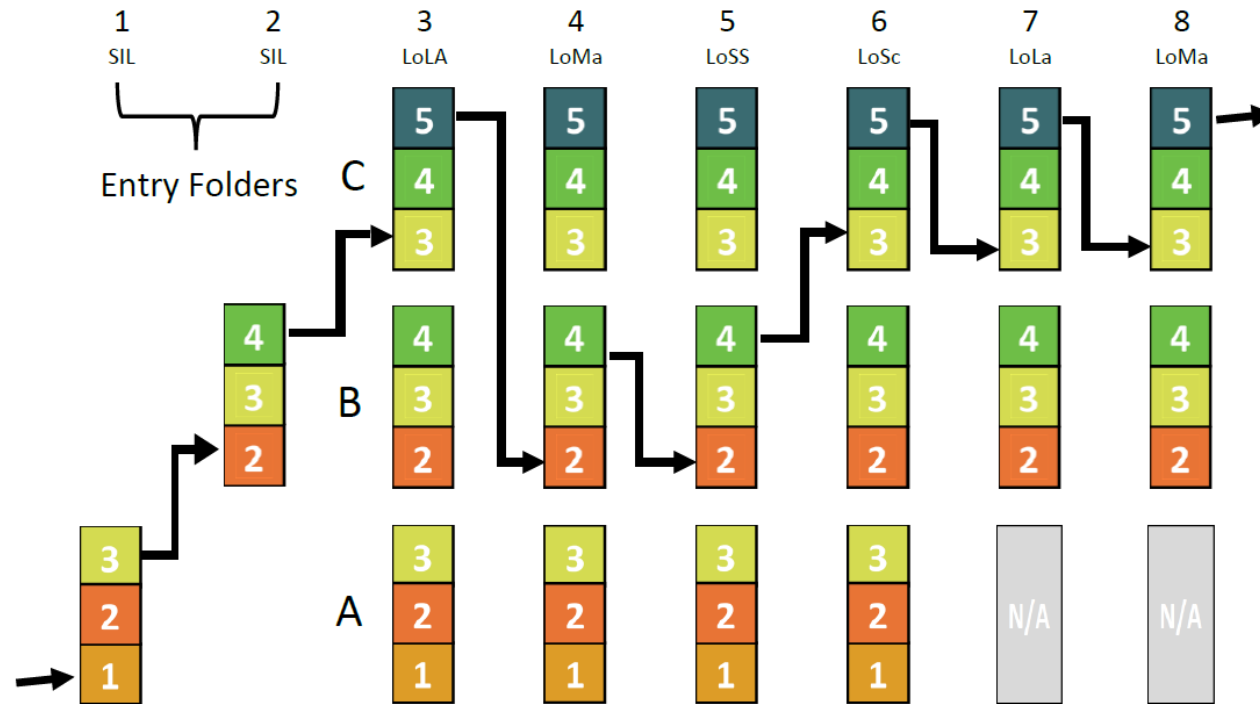 1 2 3 4 5 6 7 8
SIL SIL LoLA LoMa LoSS LoSc LoLa LoMa
5 5 5 5 5 5
C 4 4 4 4 4 4
Entry Folders
3 3 3 3 3 3
4 4 4 4 4 4 4
B 3 3 3 3 3 3 3
2 2 2 2 2 2 2
3 3 3 3 3
A 2 2 2 2 2 N/A N/A
1 1 1 1 1